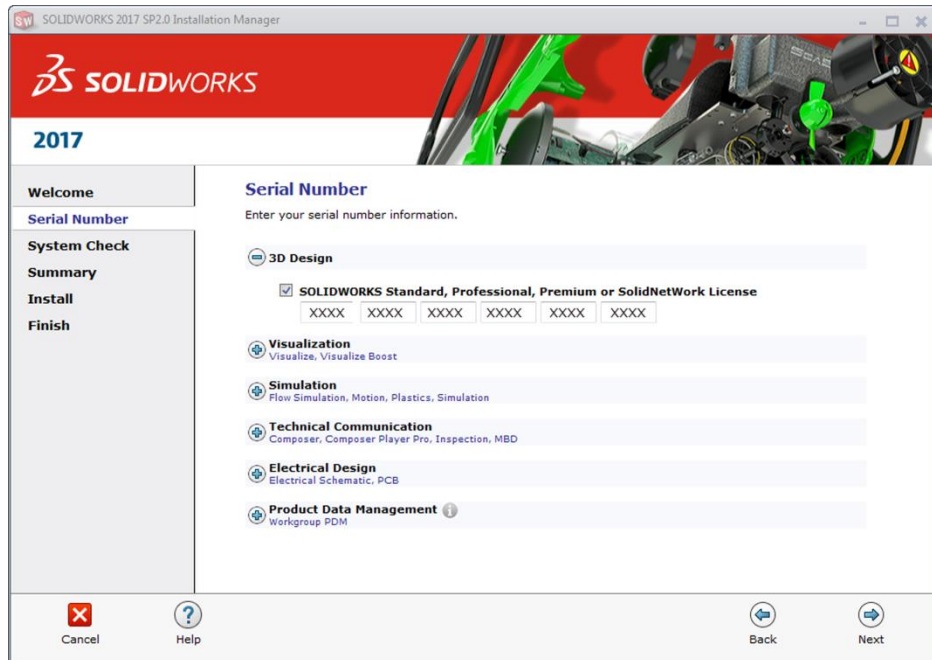 SOLIDWORKS 2017 SP2.0 Installation Manager
SOLIDWORKS
2017
Welcome
Serial Number
System Check
Summary
Install
Finish
Serial Number
Enter your serial number information.
3D Design
SOLIDWORKS Standard, Professional, Premium or SolidNetWork License
XXXX XXXX XXXX XXXX XXXX XXXX
Visualization
Visualize, Visualize Boost
Simulation
Flow Simulation, Motion, Plastics, Simulation
Technical Communication
Composer, Composer Player Pro, Inspection, MBD
Electrical Design
Electrical Schematic, PCB
Product Data Management
Workgroup PDM
Cancel
Help
Back
Next